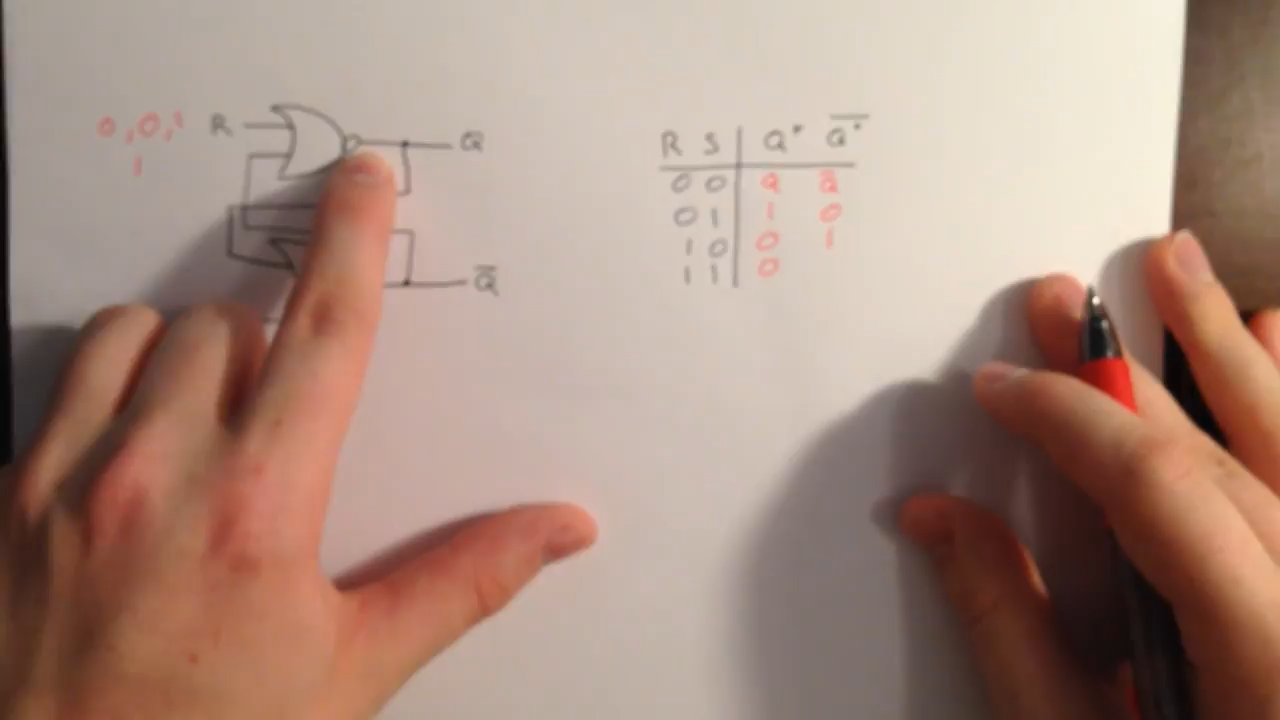 0,0,1 R Q
1
Q̅
R S Q⁺ Q̅⁺
0 0 Q Q̅
0 1 1 0
1 0 0 1
1 1 0